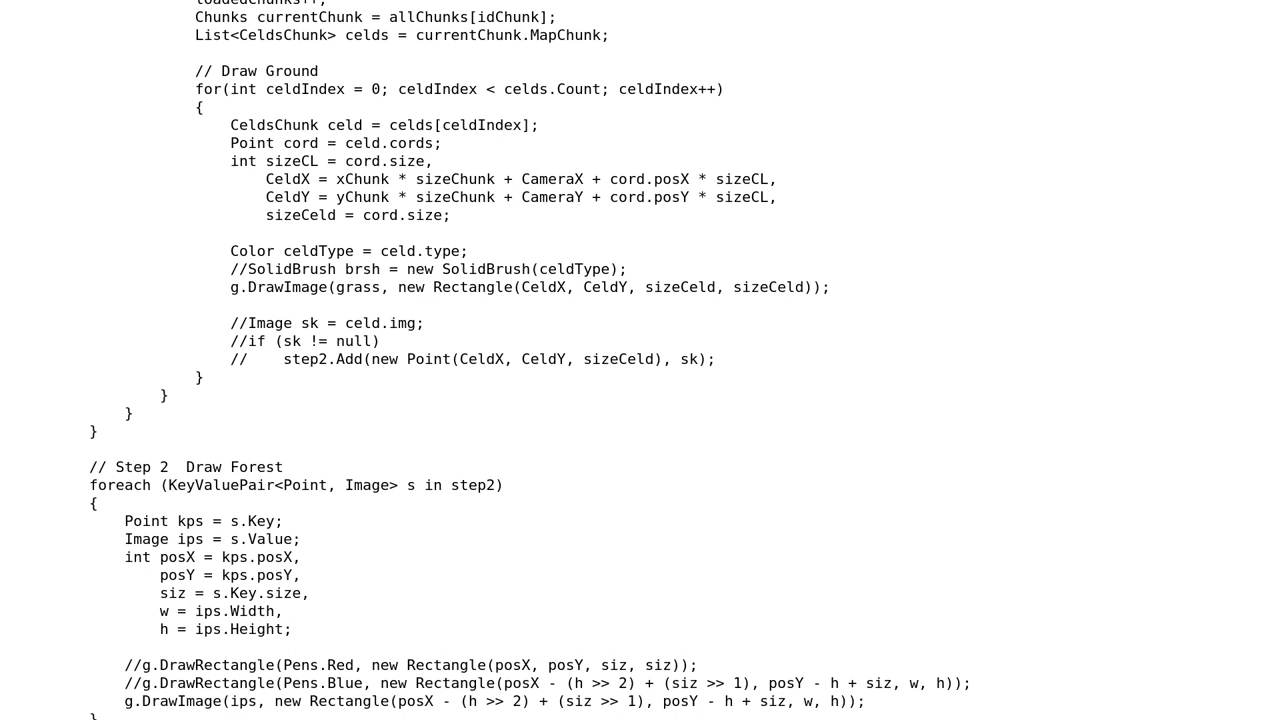 loadedChunks++;
Chunks currentChunk = allChunks[idChunk];
List<CeldsChunk> celds = currentChunk.MapChunk;
// Draw Ground
for(int celdIndex = 0; celdIndex < celds.Count; celdIndex++)
{
CeldsChunk celd = celds[celdIndex];
Point cord = celd.cords;
int sizeCL = cord.size,
CeldX = xChunk * sizeChunk + CameraX + cord.posX * sizeCL,
CeldY = yChunk * sizeChunk + CameraY + cord.posY * sizeCL,
sizeCeld = cord.size;
Color celdType = celd.type;
//SolidBrush brsh = new SolidBrush(celdType);
g.DrawImage(grass, new Rectangle(CeldX, CeldY, sizeCeld, sizeCeld));
//Image sk = celd.img;
//if (sk != null)
//    step2.Add(new Point(CeldX, CeldY, sizeCeld), sk);
}
}
}
}
// Step 2  Draw Forest
foreach (KeyValuePair<Point, Image> s in step2)
{
Point kps = s.Key;
Image ips = s.Value;
int posX = kps.posX,
posY = kps.posY,
siz = s.Key.size,
w = ips.Width,
h = ips.Height;
//g.DrawRectangle(Pens.Red, new Rectangle(posX, posY, siz, siz));
//g.DrawRectangle(Pens.Blue, new Rectangle(posX - (h >> 2) + (siz >> 1), posY - h + siz, w, h));
g.DrawImage(ips, new Rectangle(posX - (h >> 2) + (siz >> 1), posY - h + siz, w, h));
}